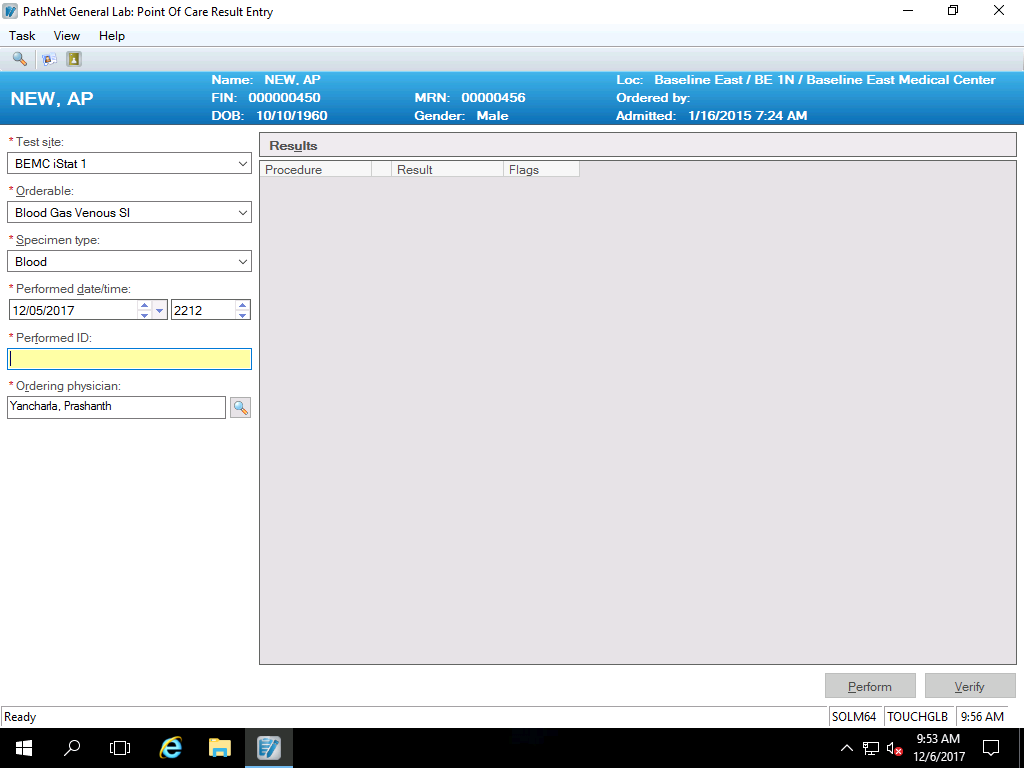 PathNet General Lab: Point Of Care Result Entry
Task View Help
NEW, AP
Name: NEW, AP
FIN: 000000450
DOB: 10/10/1960
MRN: 00000456
Gender: Male
Loc: Baseline East / BE 1N / Baseline East Medical Center
Ordered by:
Admitted: 1/16/2015 7:24 AM
* Test site:
BEMC iStat 1
* Orderable:
Blood Gas Venous SI
* Specimen type:
Blood
* Performed date/time:
12/05/2017 2212
* Performed ID:
* Ordering physician:
Yancharla, Prashanth
Results
Procedure Result Flags
Perform Verify
Ready SOLM64 TOUCHGLB 9:56 AM
9:53 AM
12/6/2017